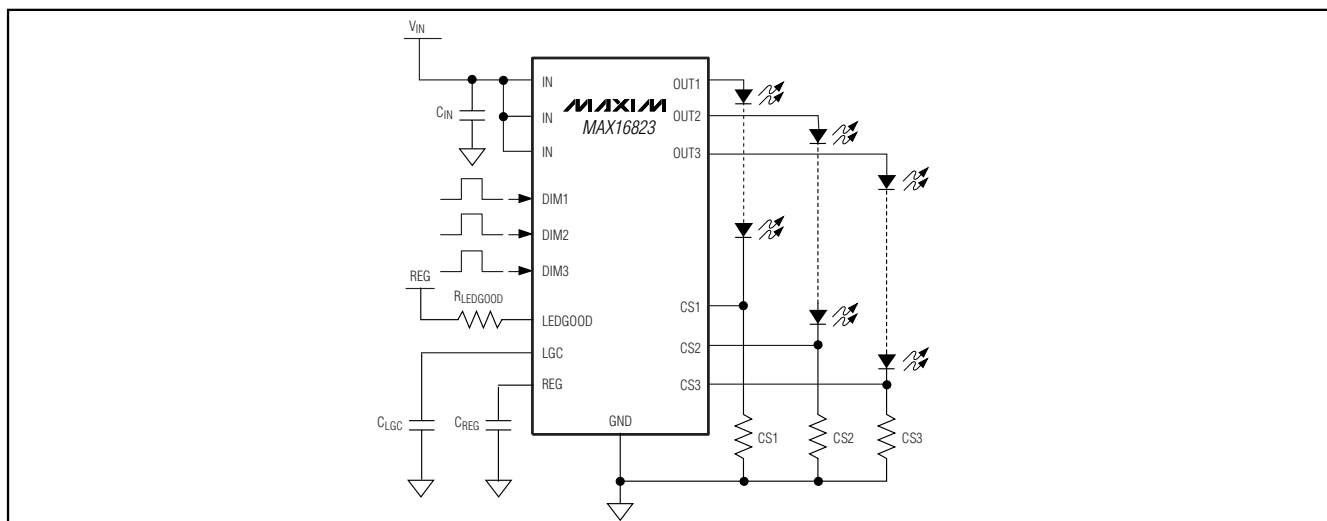 VIN
IN
OUT1
MAXIM
CIN
IN
OUT2
MAX16823
IN
OUT3
DIM1
DIM2
DIM3
REG
RLEDGOOD
CS1
LEDGOOD
CS2
LGC
CS3
REG
CLGC
CREG
GND
CS1
CS2
CS3